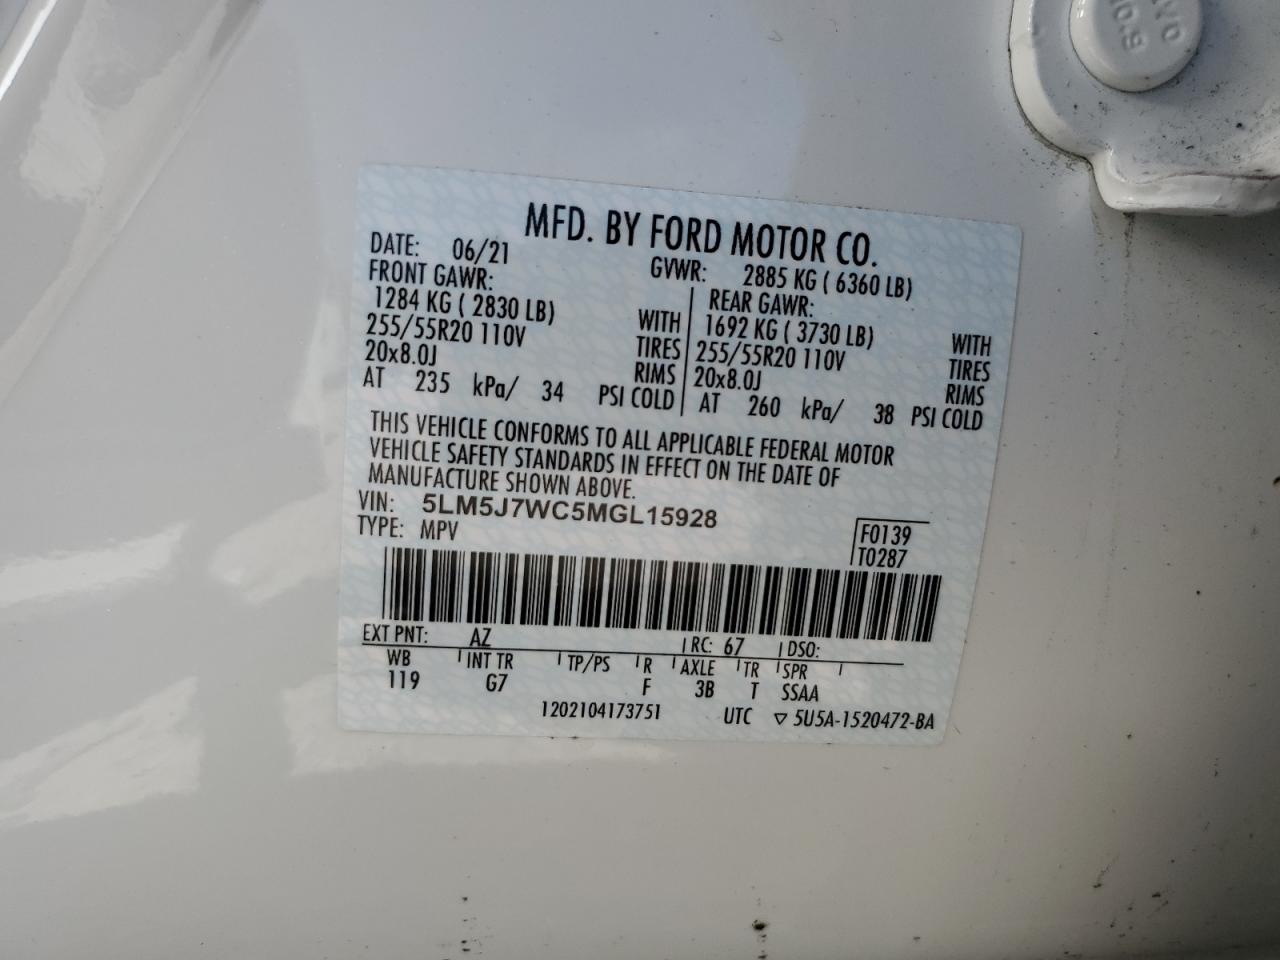 MFD. BY FORD MOTOR CO.
DATE: 06/21 GVWR: 2885 KG ( 6360 LB)
FRONT GAWR: REAR GAWR:
1284 KG ( 2830 LB) WITH 1692 KG ( 3730 LB) WITH
255/55R20 110V TIRES 255/55R20 110V TIRES
20x8.0J RIMS 20x8.0J RIMS
AT 235 kPa/ 34 PSI COLD AT 260 kPa/ 38 PSI COLD
THIS VEHICLE CONFORMS TO ALL APPLICABLE FEDERAL MOTOR
VEHICLE SAFETY STANDARDS IN EFFECT ON THE DATE OF
MANUFACTURE SHOWN ABOVE.
VIN: 5LM5J7WC5MGL15928
TYPE: MPV
F0139
T0287
EXT PNT: AZ RC: 67 DSO:
WB INT TR TP/PS R AXLE TR SPR
119 G7 F 3B T SSAA
1202104173751 UTC ▽ 5U5A-1520472-BA